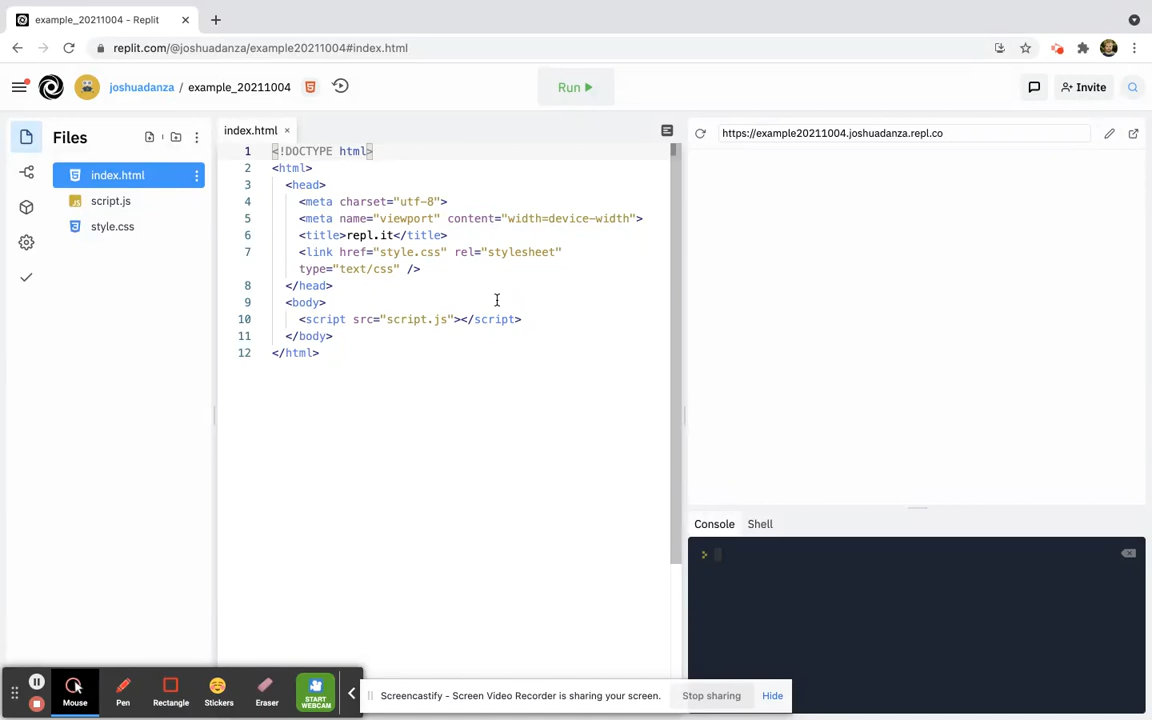 example_20211004 - Replit
replit.com/@joshuadanza/example20211004#index.html
joshuadanza / example_20211004
Run
Invite
Files
index.html
script.js
style.css
index.html
1 <!DOCTYPE html>
2 <html>
3 <head>
4 <meta charset="utf-8">
5 <meta name="viewport" content="width=device-width">
6 <title>repl.it</title>
7 <link href="style.css" rel="stylesheet"
type="text/css" />
8 </head>
9 <body>
10 <script src="script.js"></script>
11 </body>
12 </html>
https://example20211004.joshuadanza.repl.co
Console Shell
Mouse
Pen
Rectangle
Stickers
Eraser
START
WEBCAM
Screencastify - Screen Video Recorder is sharing your screen.
Stop sharing
Hide